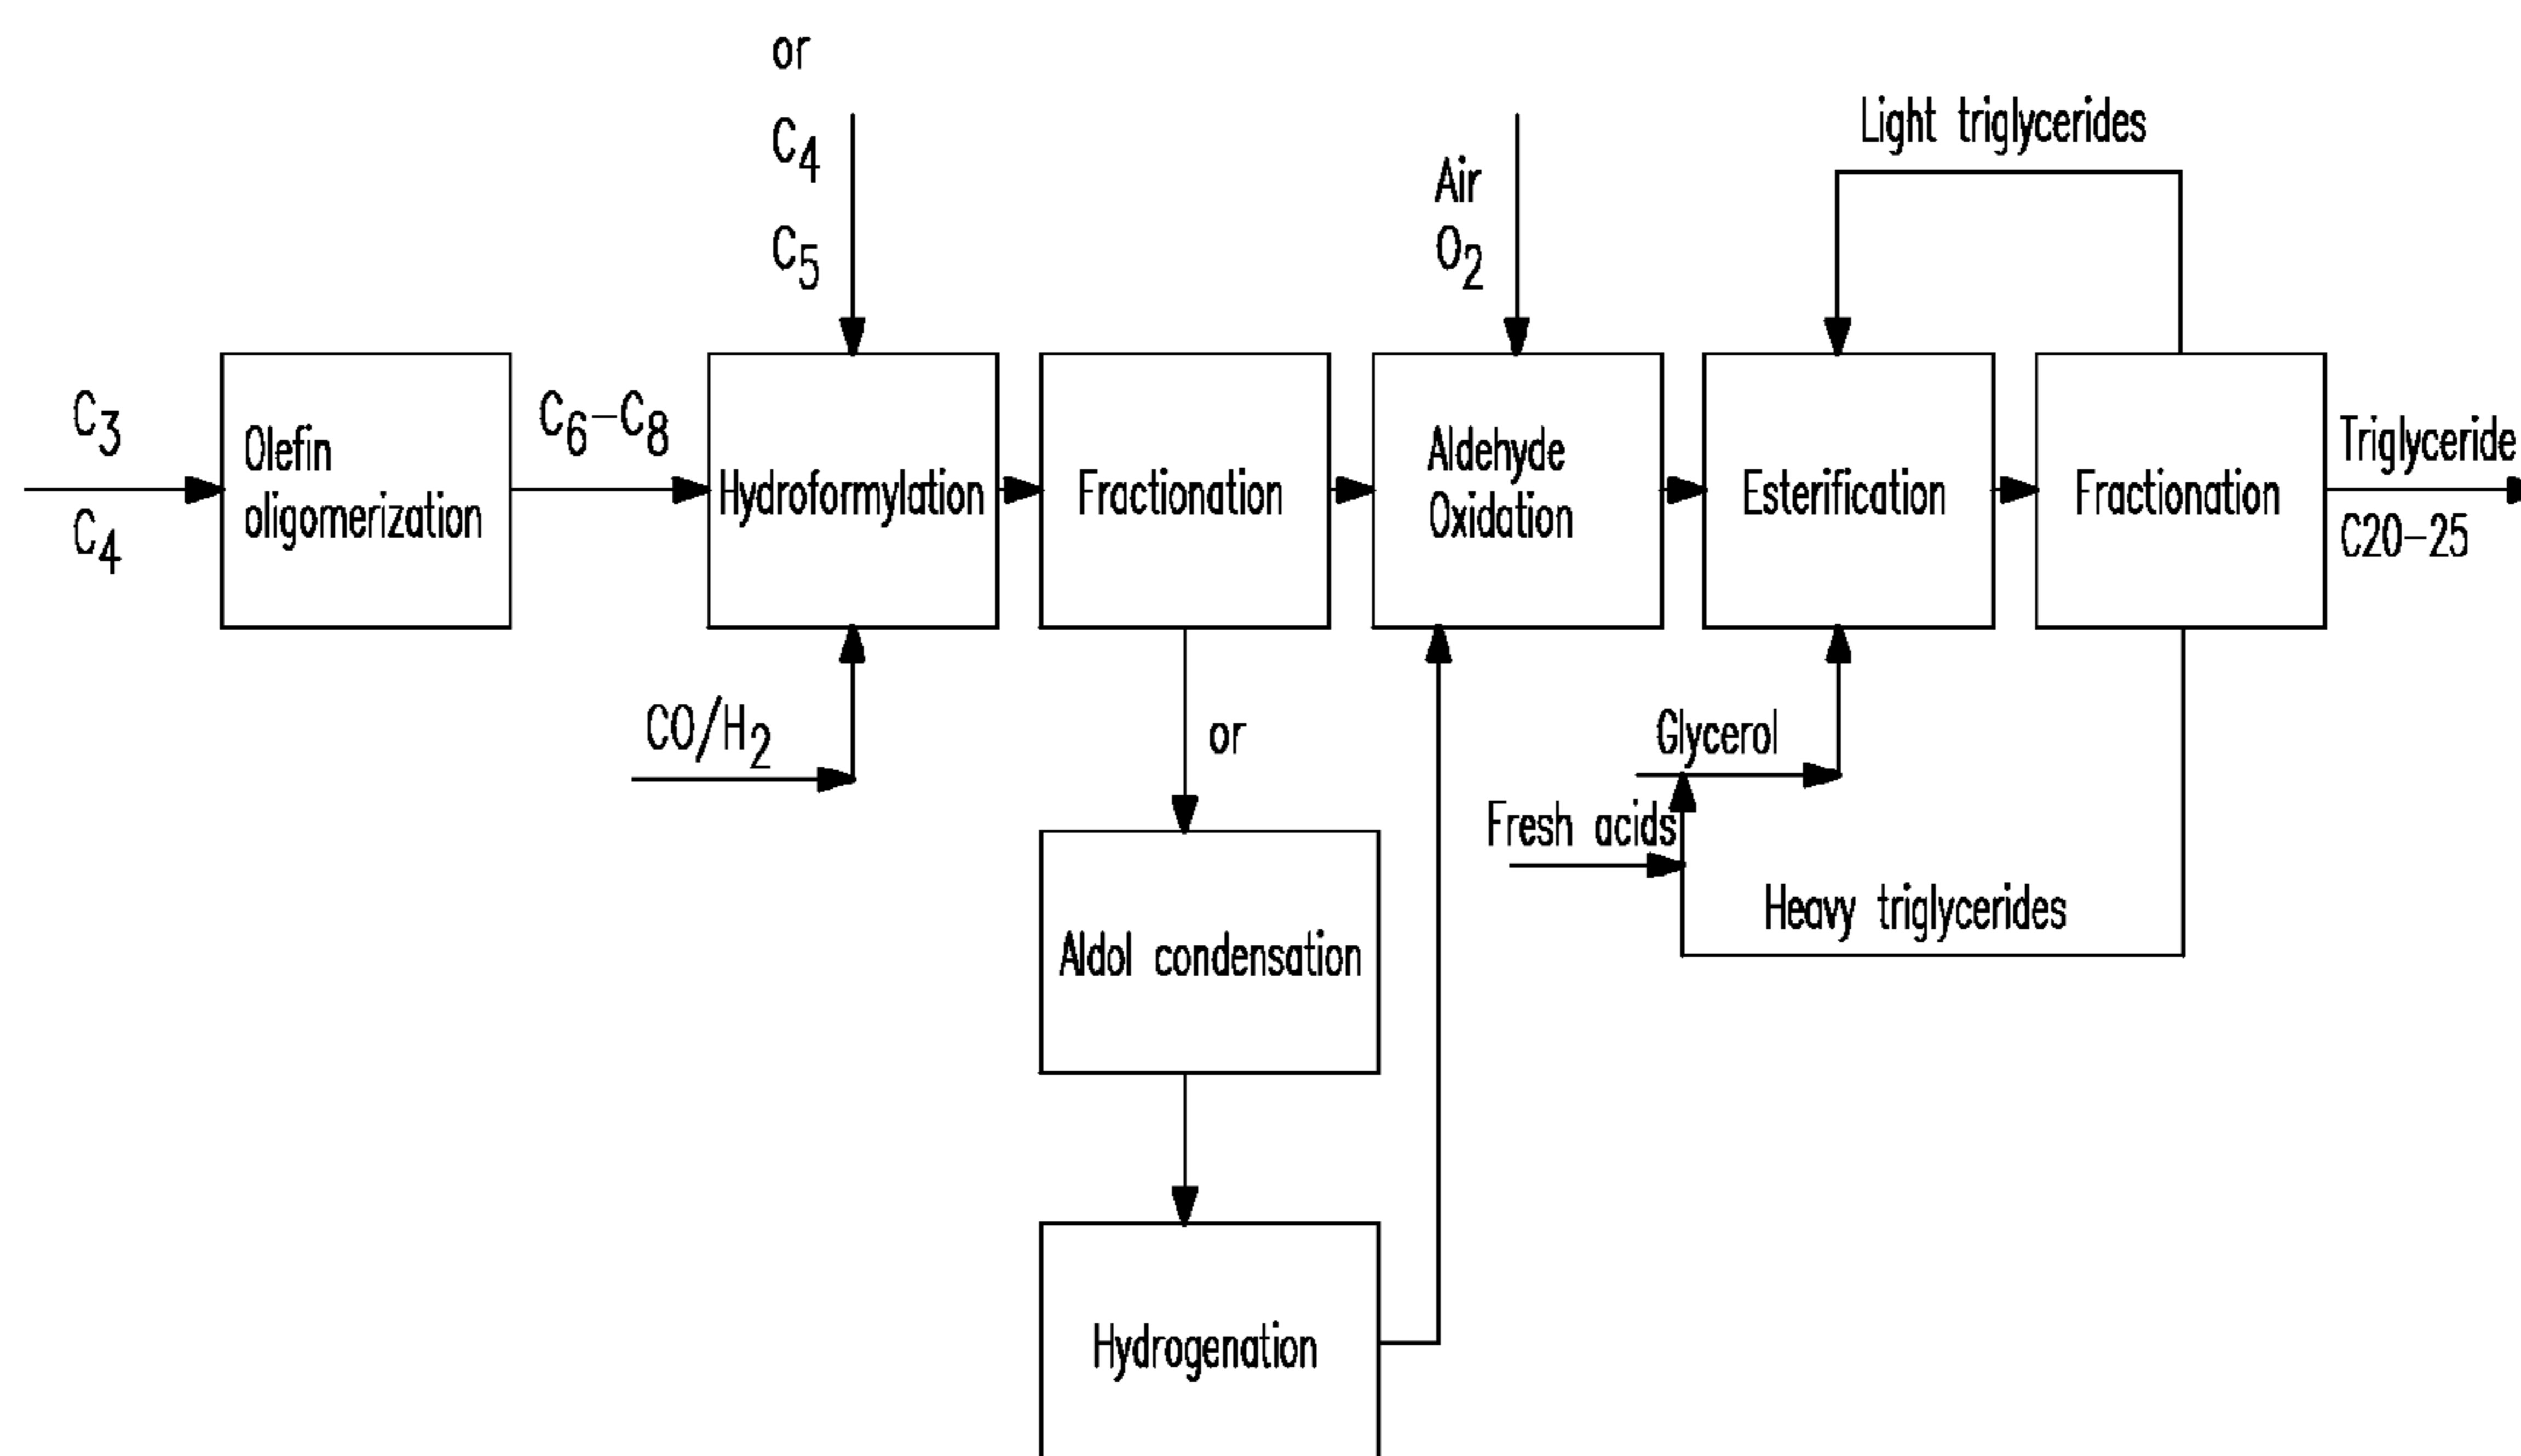 or
C4
C5
Air
O2
Light triglycerides
C3
C4
Olefin
oligomerization
C6-C8
Hydroformylation
Fractionation
Aldehyde
Oxidation
Esterification
Fractionation
Triglyceride
C20-25
CO/H2
or
Glycerol
Fresh acids
Heavy triglycerides
Aldol condensation
Hydrogenation